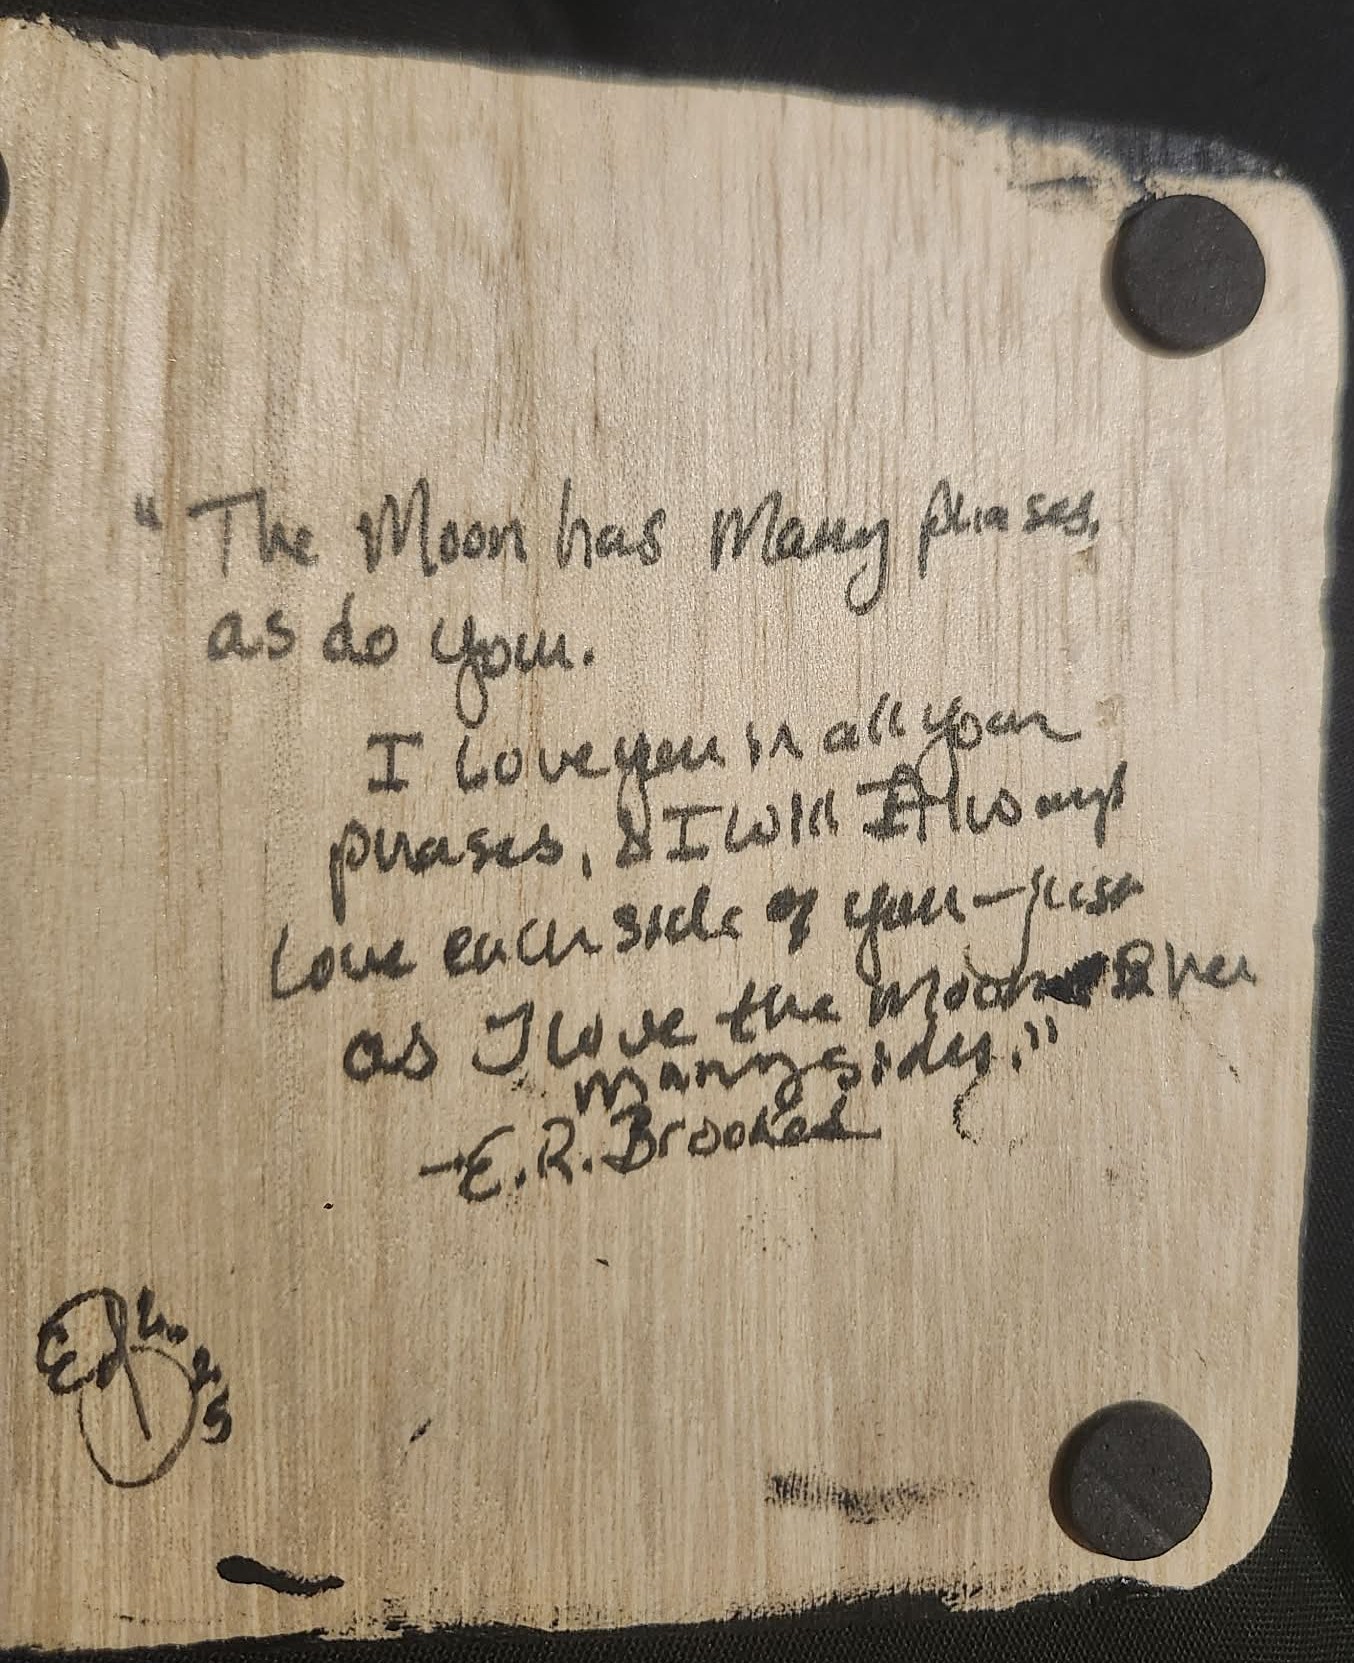 "The Moon has Many phases,
as do you.
I Love you in all your
phases, & I will Always
Love each side of you - just
as I love the Moon & her
many sides."
- E.R. Brookes